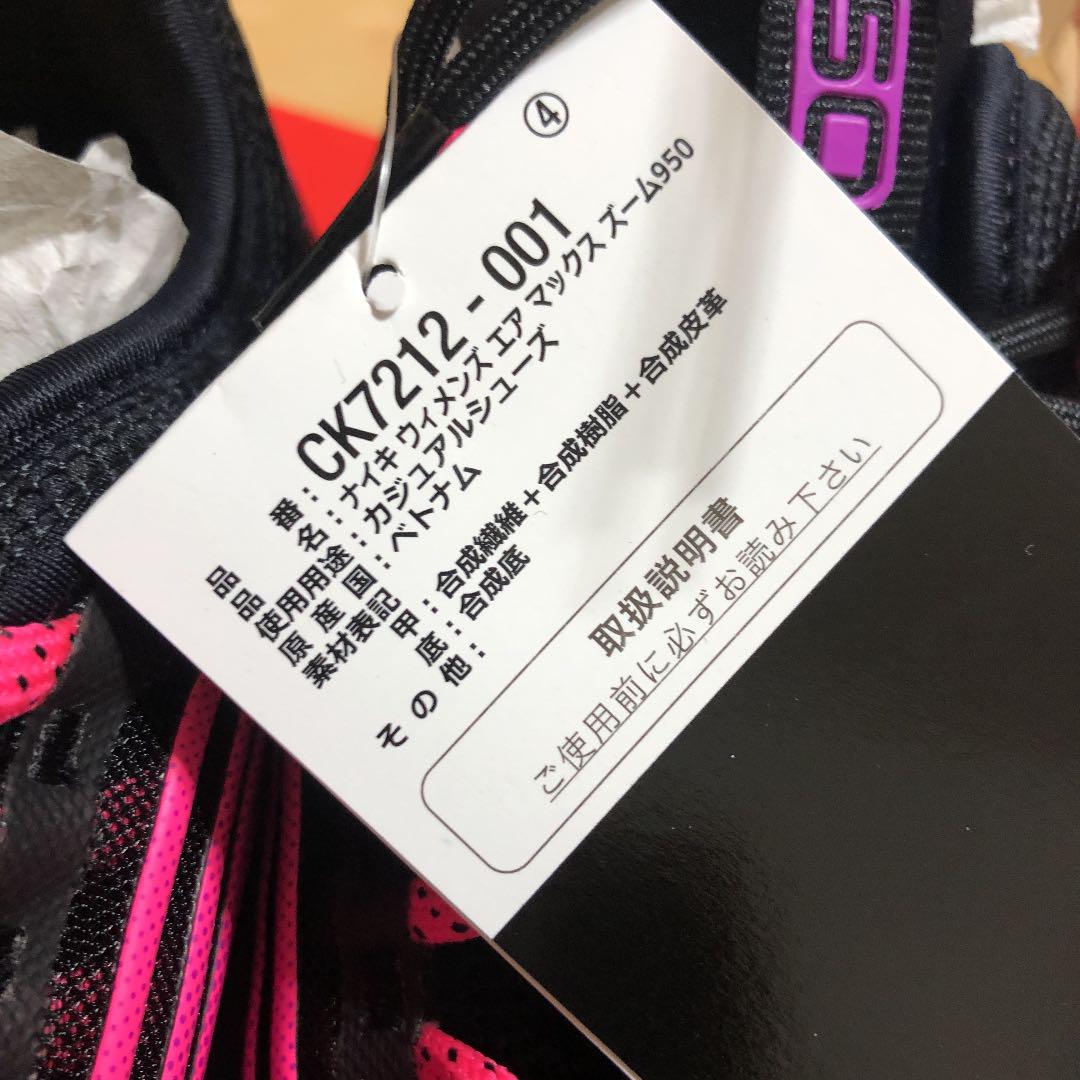 ④
品番：CK7212-001
品名：ナイキ ウィメンズ エア マックス ズーム950
使用用途：カジュアルシューズ
原産国：ベトナム
素材表記
甲：合成繊維＋合成樹脂＋合成皮革
底：合成底
その他：
取扱説明書
ご使用前に必ずお読み下さい